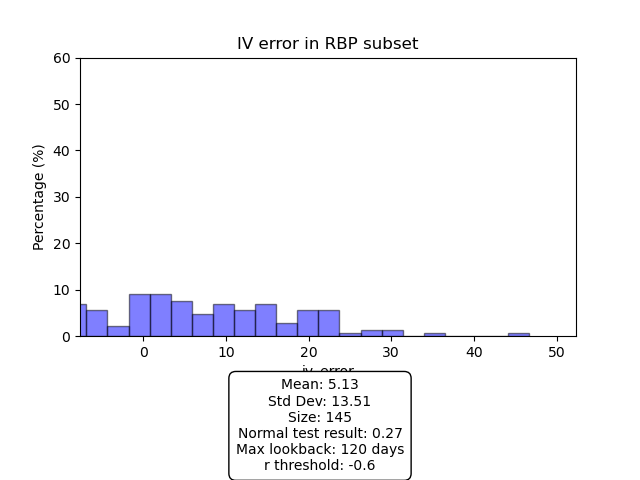 IV error in RBP subset
60
50
40
30
20
10
0
Percentage (%)
0 10 20 30 40 50
iv_error
Mean: 5.13
Std Dev: 13.51
Size: 145
Normal test result: 0.27
Max lookback: 120 days
r threshold: -0.6